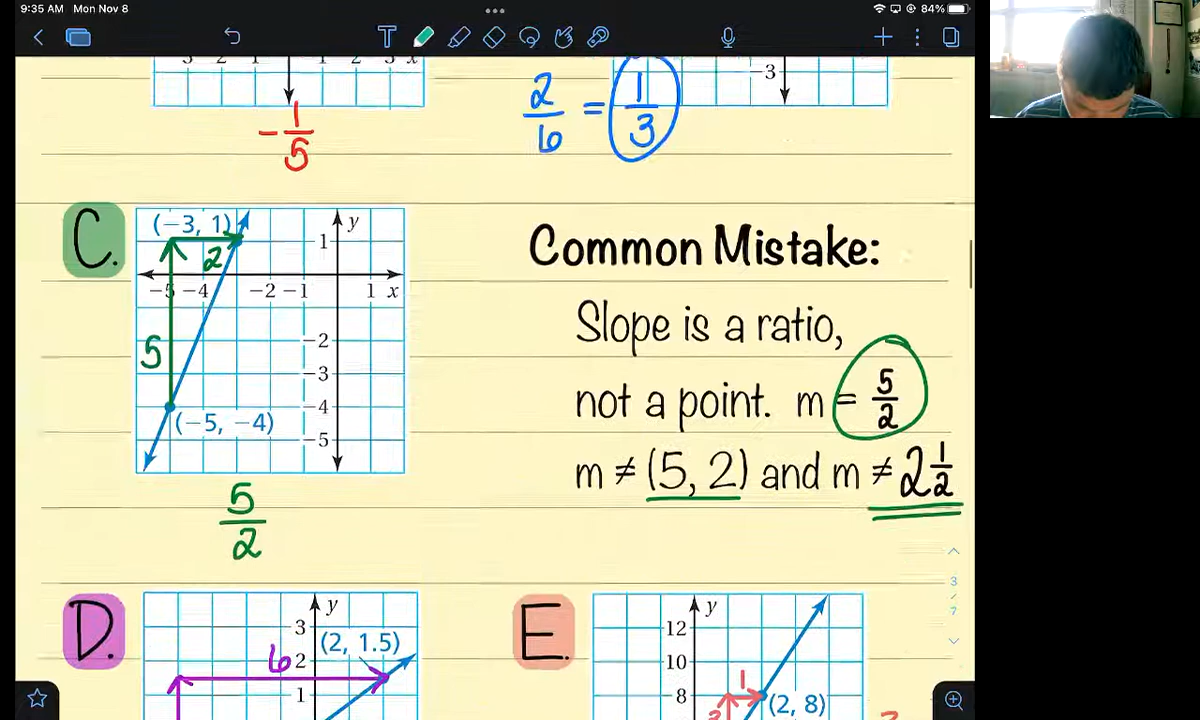 9:35 AM Mon Nov 8
84%
T
-3
2/6 = 1/3
-1/5
C.
(−3, 1)
y
2
1
−5 −4 −2 −1 1 x
5
−2
−3
−4
(−5, −4)
−5
5/2
Common Mistake:
Slope is a ratio,
not a point. m = 5/2
m ≠ (5, 2) and m ≠ 2 1/2
3
/
7
D.
y
3
(2, 1.5)
6
2
1
E.
y
12
10
8
1
(2, 8)